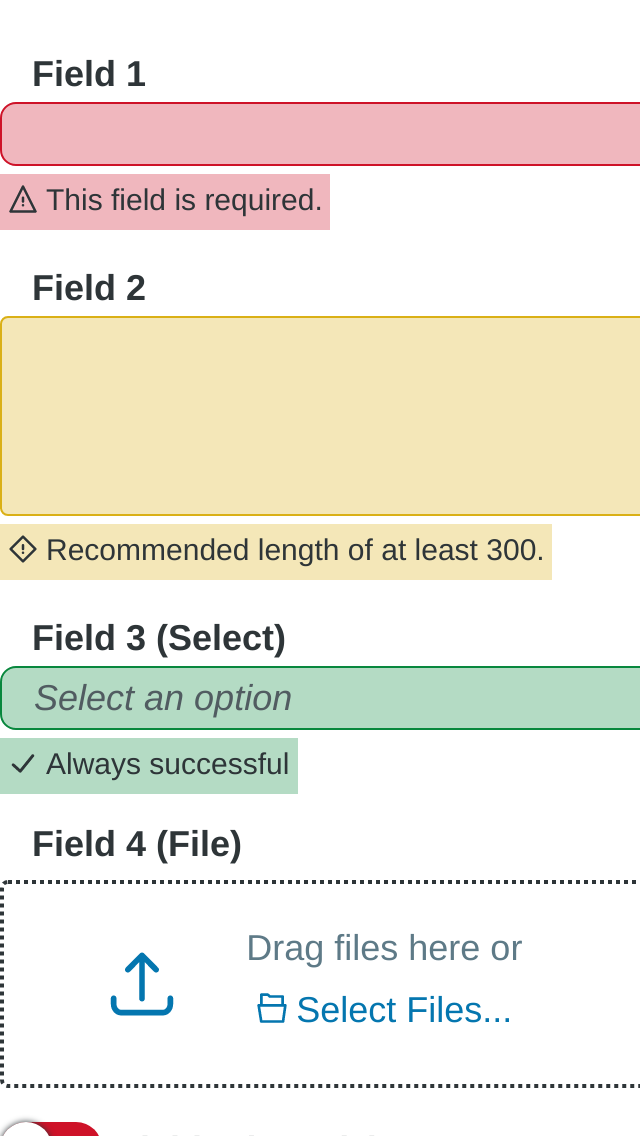 Field 1
This field is required.
Field 2
Recommended length of at least 300.
Field 3 (Select)
Select an option
Always successful
Field 4 (File)
Drag files here or
Select Files...